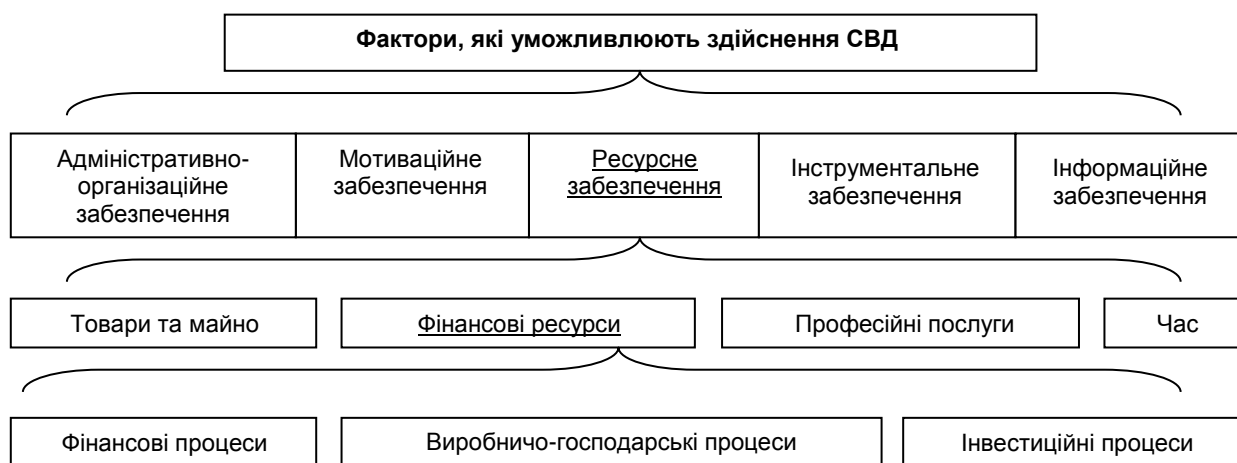 Фактори, які уможливлюють здійснення СВД
Адміністративно-
організаційне
забезпечення
Мотиваційне
забезпечення
Ресурсне
забезпечення
Інструментальне
забезпечення
Інформаційне
забезпечення
Товари та майно
Фінансові ресурси
Професійні послуги
Час
Фінансові процеси
Виробничо-господарські процеси
Інвестиційні процеси